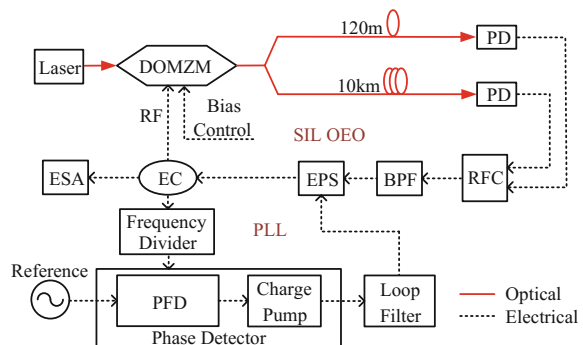 120m
PD
Laser
DOMZM
10km
PD
RF
Bias
Control
SIL OEO
ESA
EC
EPS
BPF
RFC
Frequency
Divider
PLL
Reference
PFD
Charge
Pump
Loop
Filter
Phase Detector
Optical
Electrical